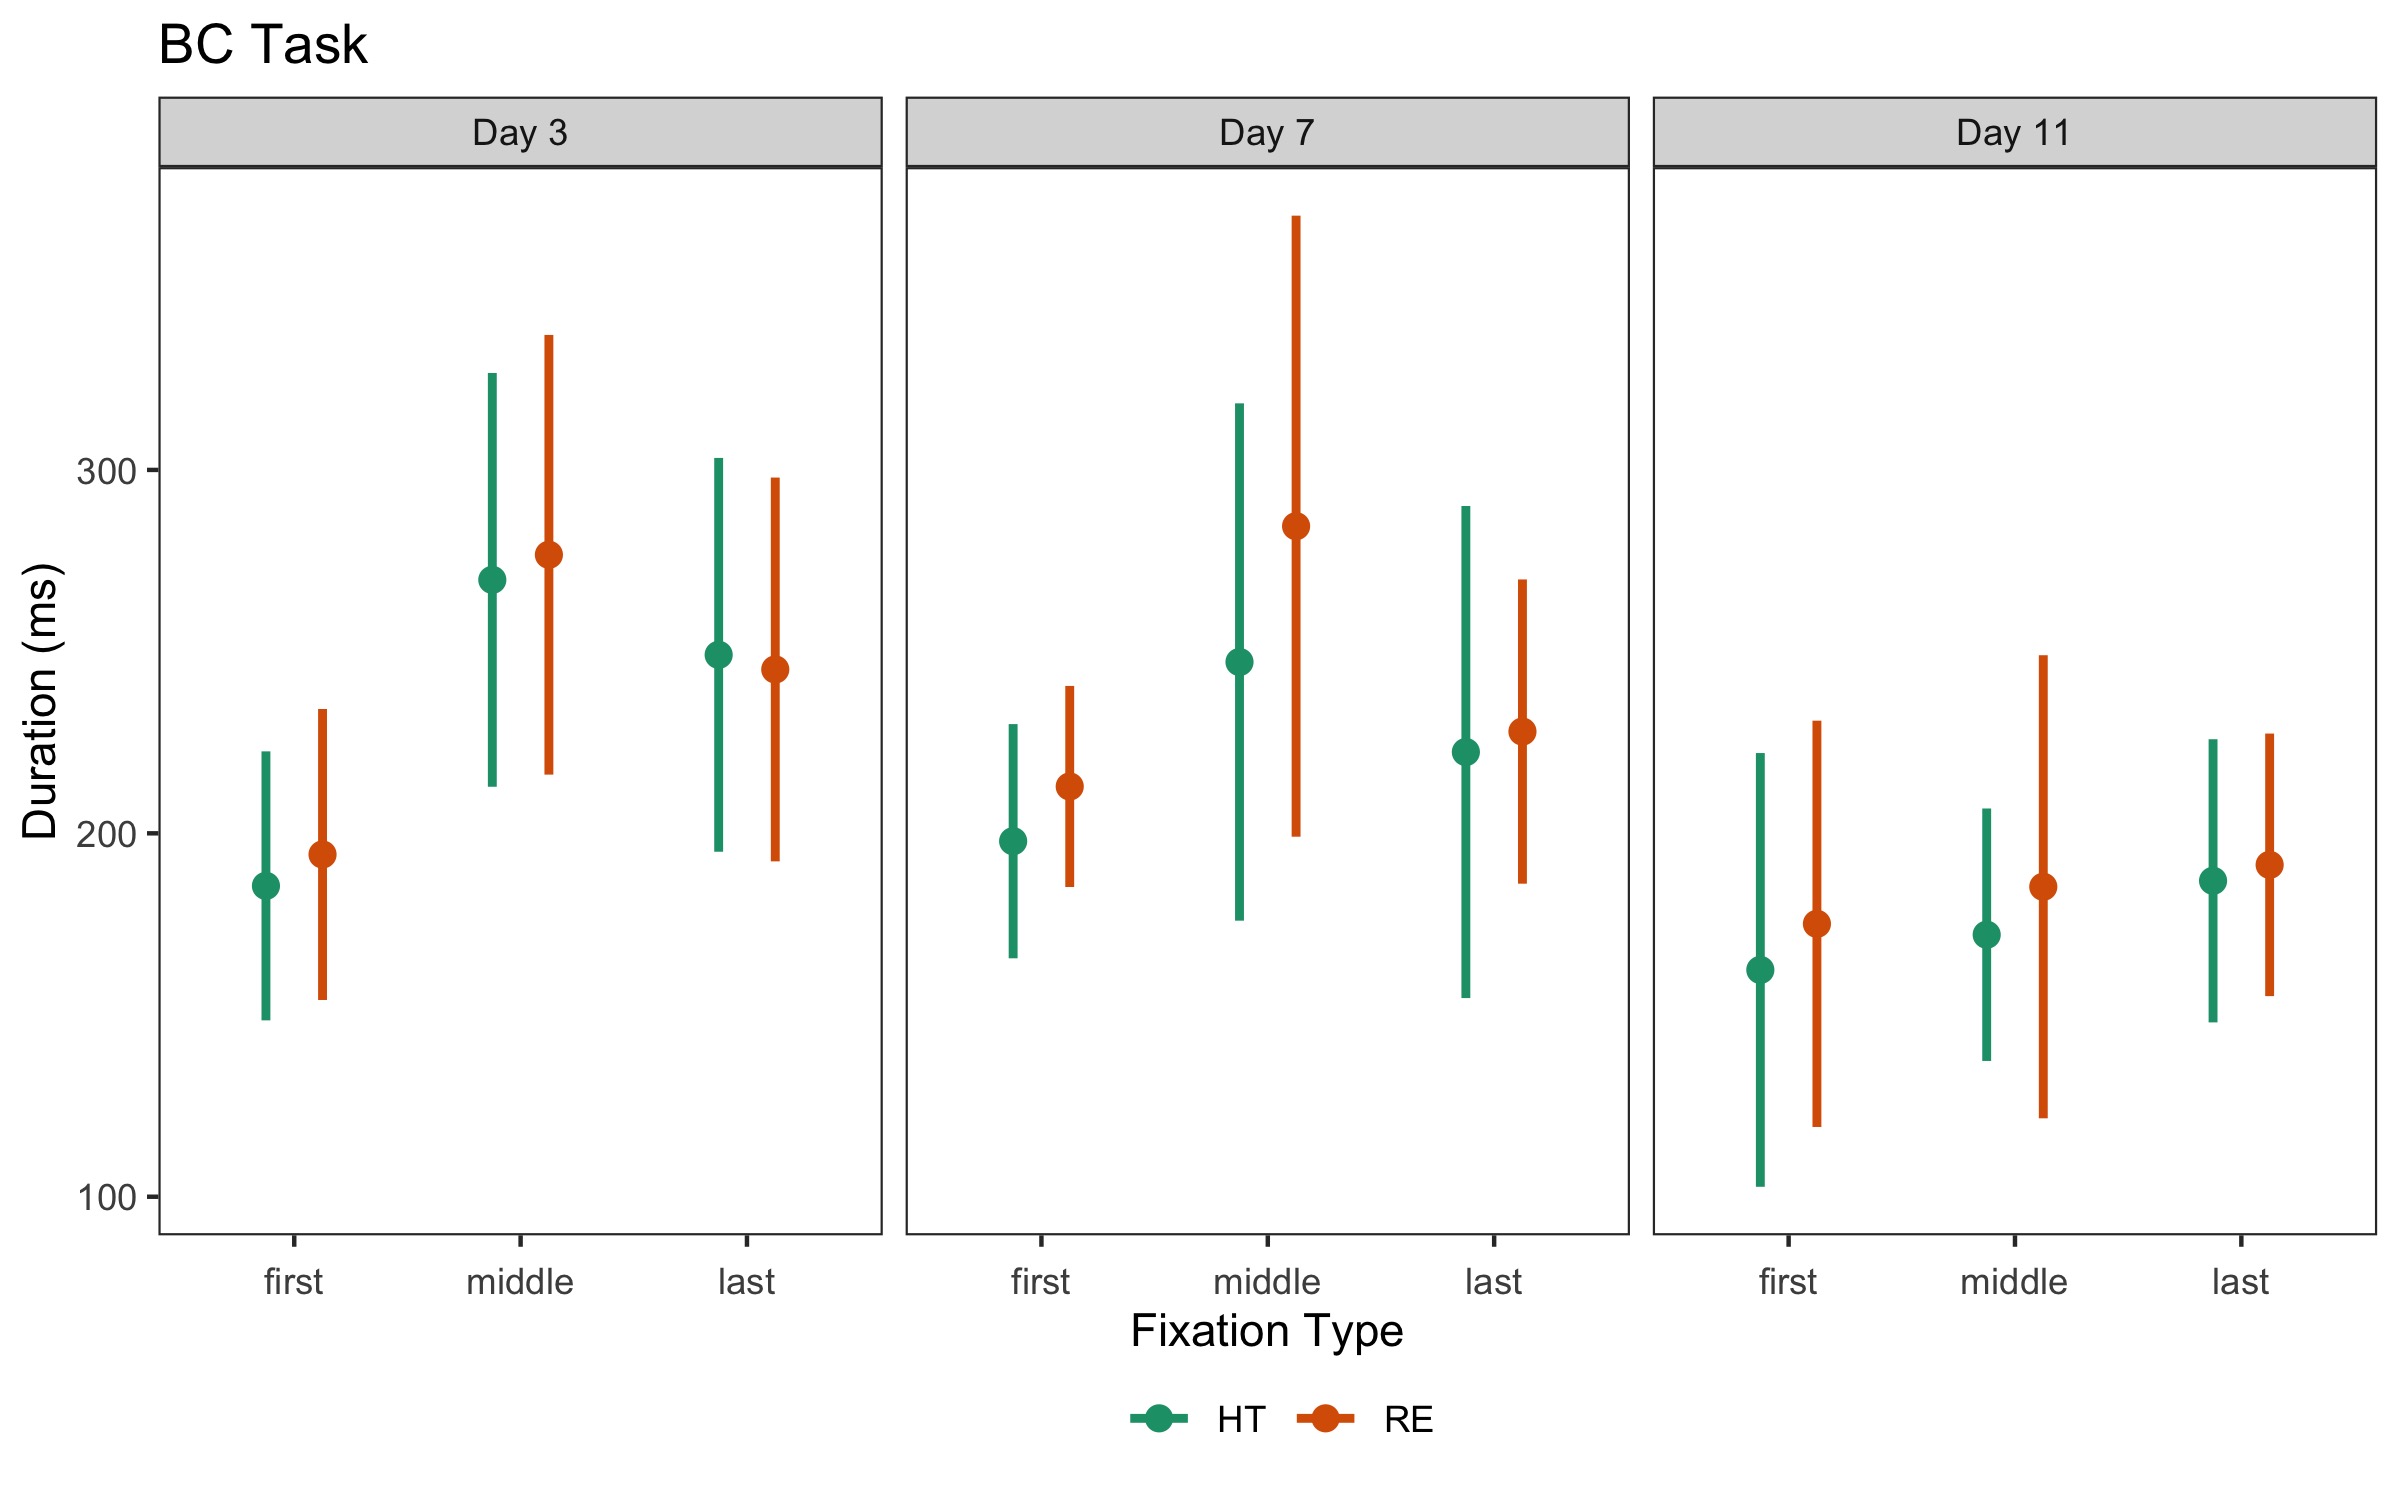 BC Task
Day 3 Day 7 Day 11
Duration (ms)
300
200
100
first middle last first middle last first middle last
Fixation Type
HT RE